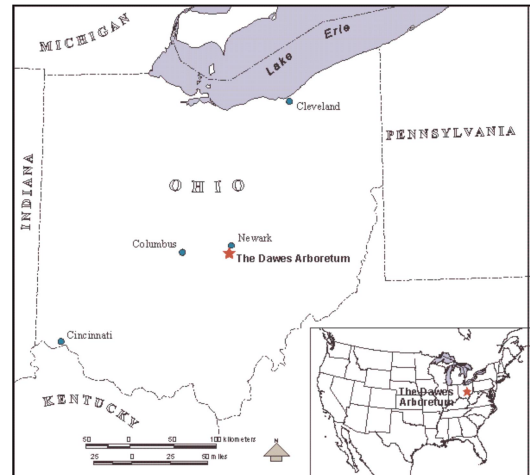 MICHIGAN
Lake Erie
Cleveland
PENNSYLVANIA
INDIANA
OHIO
Newark
Columbus
The Dawes Arboretum
Cincinnati
KENTUCKY
50 0 50 100 kilometers
25 0 25 50 miles
N
The Dawes
Arboretum